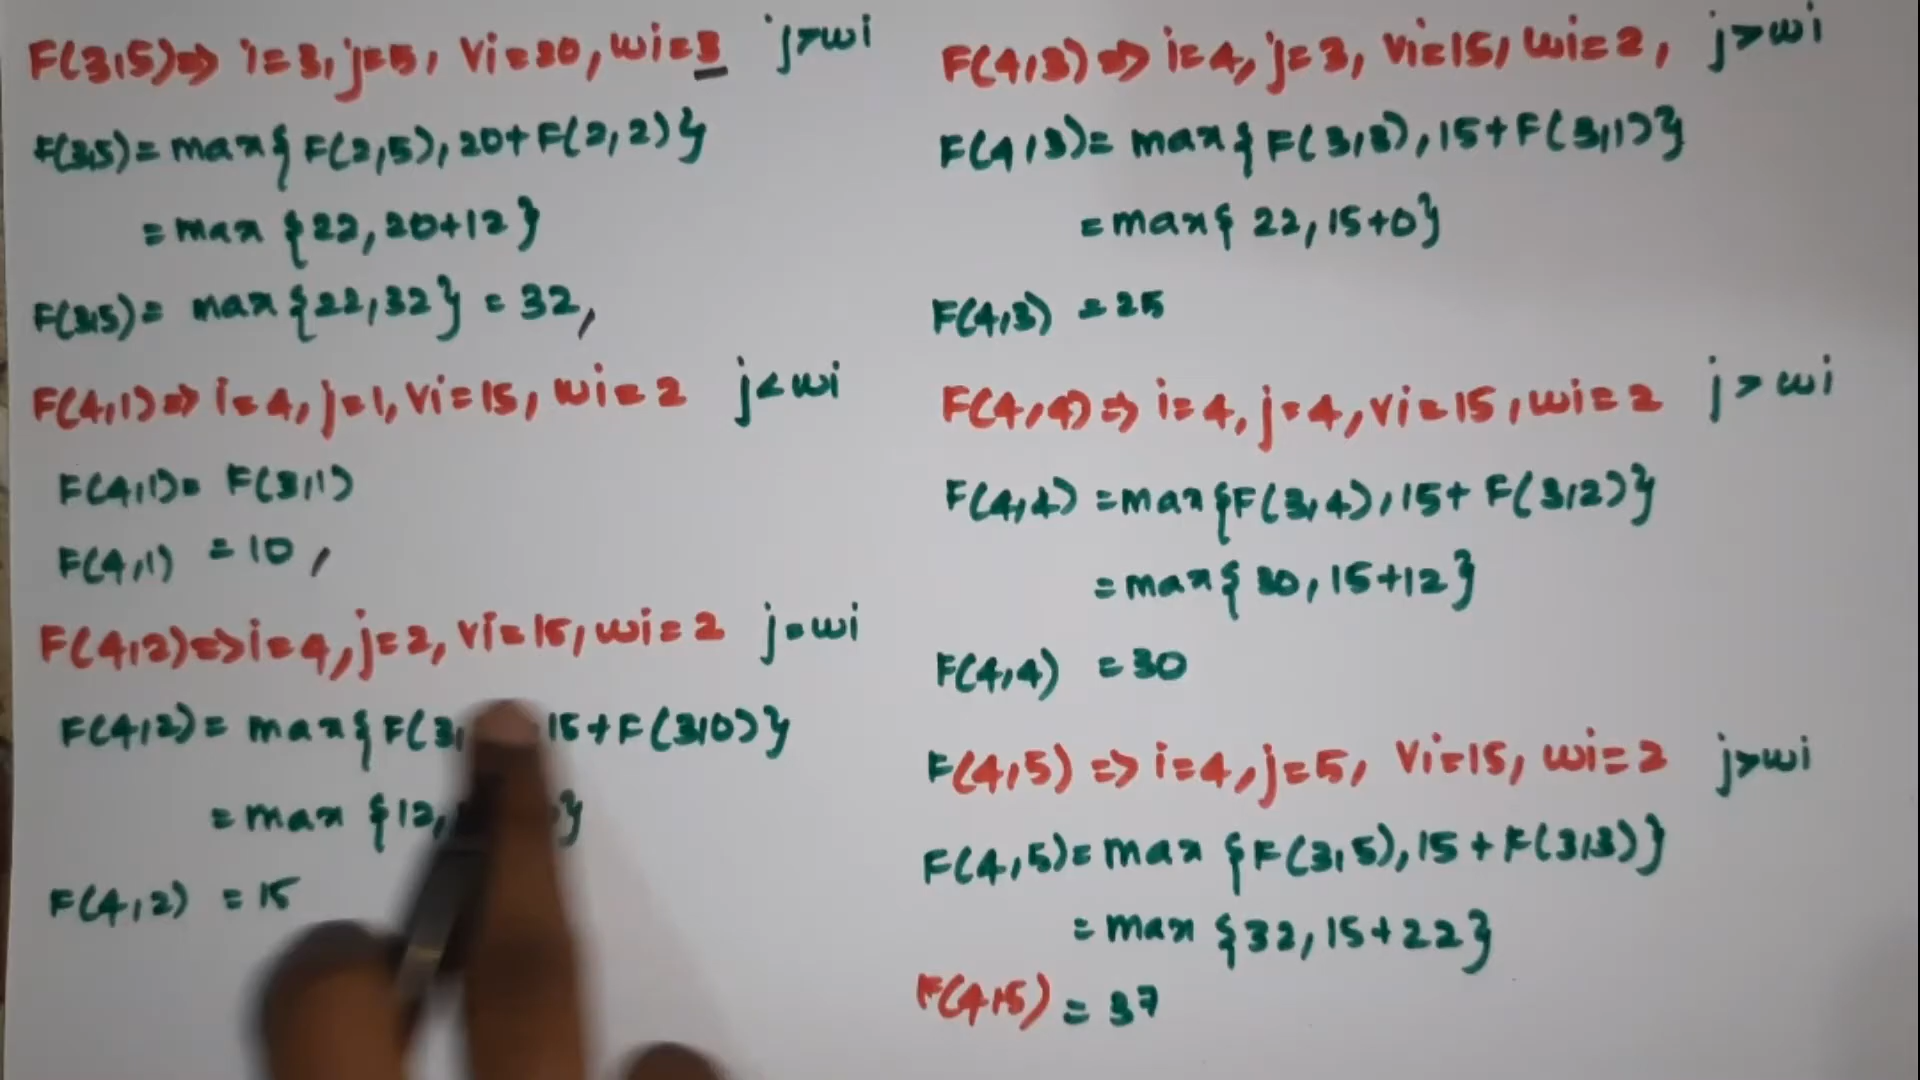 F(3,5)=> i=3, j=5, Vi=30, wi=3 j>wi
F(3,5)= max{ F(2,5), 20+F(2,2)}
= max {22, 20+12}
F(3,5)= max {22,32} = 32,
F(4,1)=> i=4, j=1, Vi=15, wi=2 j<wi
F(4,1)= F(3,1)
F(4,1) = 10,
F(4,2)=>i=4, j=2, vi=15, wi=2 j=wi
F(4,2)= max{F(3, 15+F(3,0)}
= max {12, }
F(4,2) = 15
F(4,3) => i=4, j=3, Vi=15, wi=2, j>wi
F(4,3)= max{ F(3,3), 15+F(3,1)}
= max{ 22, 15+0}
F(4,3) = 25
F(4,4)=> i=4, j=4, Vi=15, wi=2 j>wi
F(4,4) = max{F(3,4), 15+ F(3,2)}
= max{ 30, 15+12}
F(4,4) = 30
F(4,5) => i=4, j=5, Vi=15, wi=2 j>wi
F(4,5)= max {F(3,5), 15+F(3,3)}
= max {32, 15+22}
F(4,5) = 37